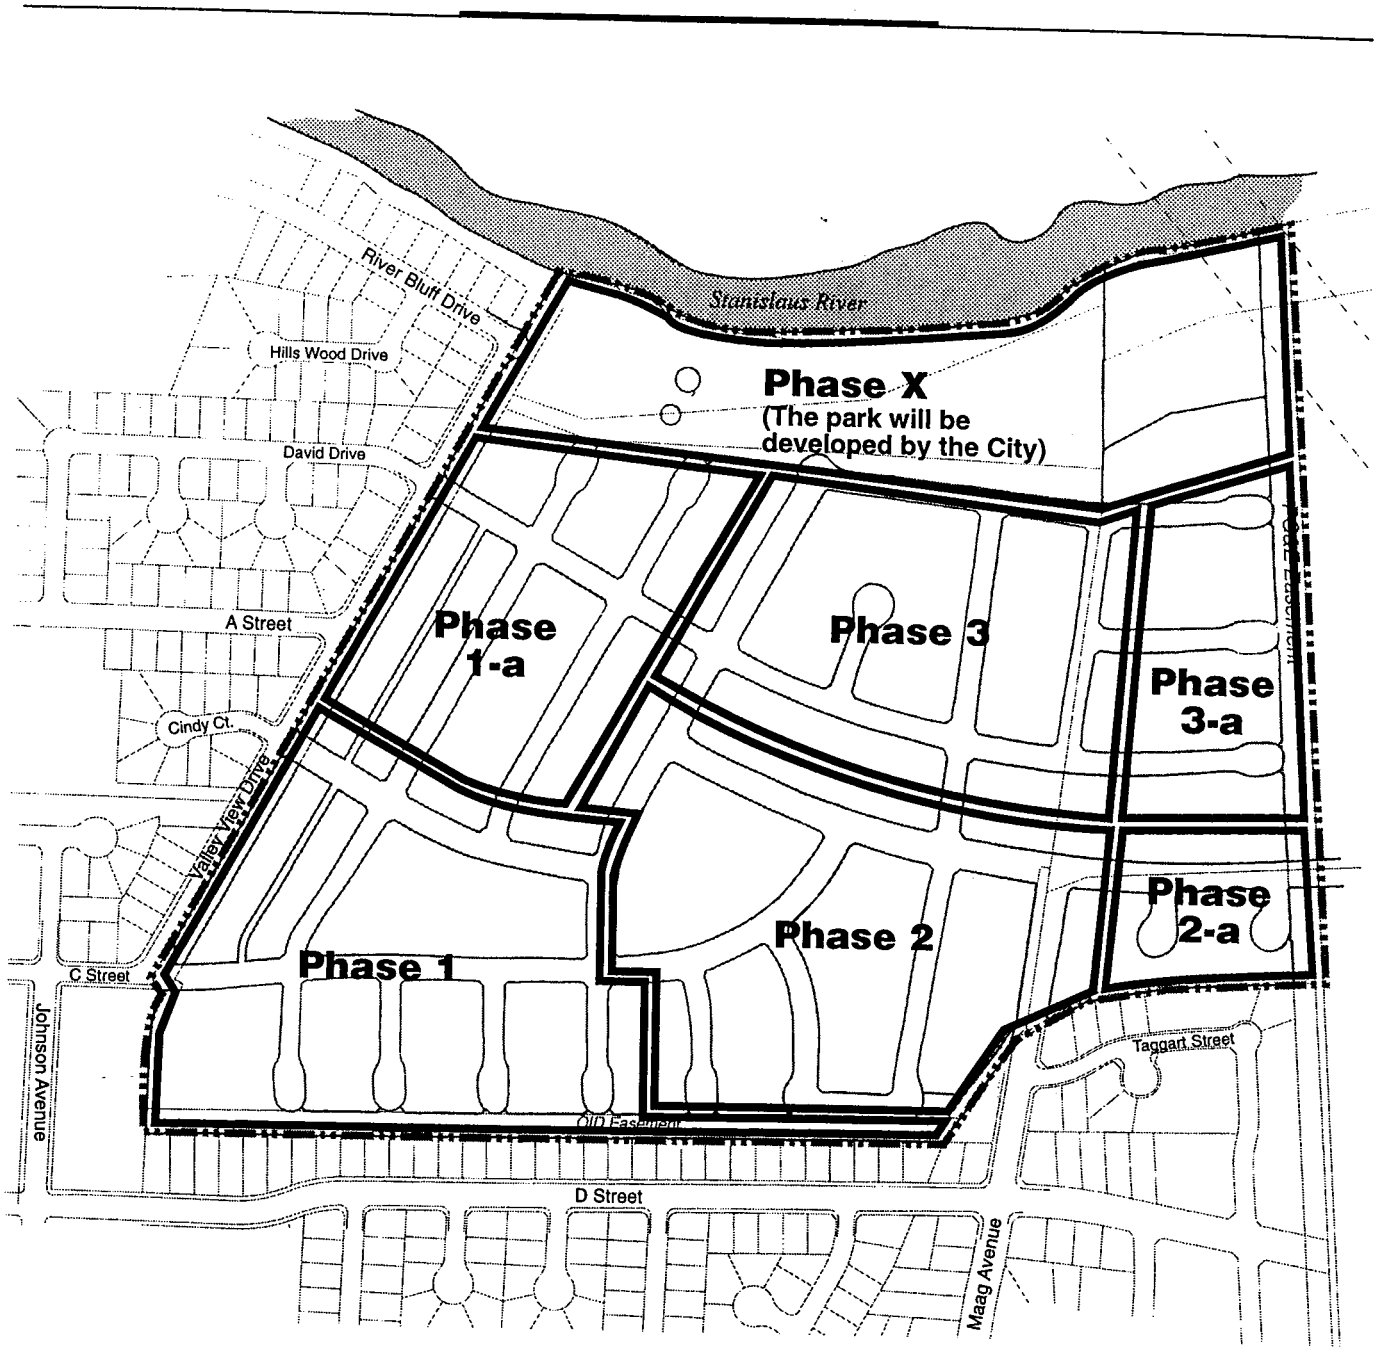 Stanislaus River
River Bluff Drive
Hills Wood Drive
Phase X
(The park will be
developed by the City)
David Drive
A Street
Phase
1-a
Phase 3
PG&E Easement
Phase
3-a
Cindy Ct.
Valley View Drive
Phase
2-a
Phase 2
Phase 1
C Street
Johnson Avenue
Taggart Street
OID Easement
D Street
Maag Avenue